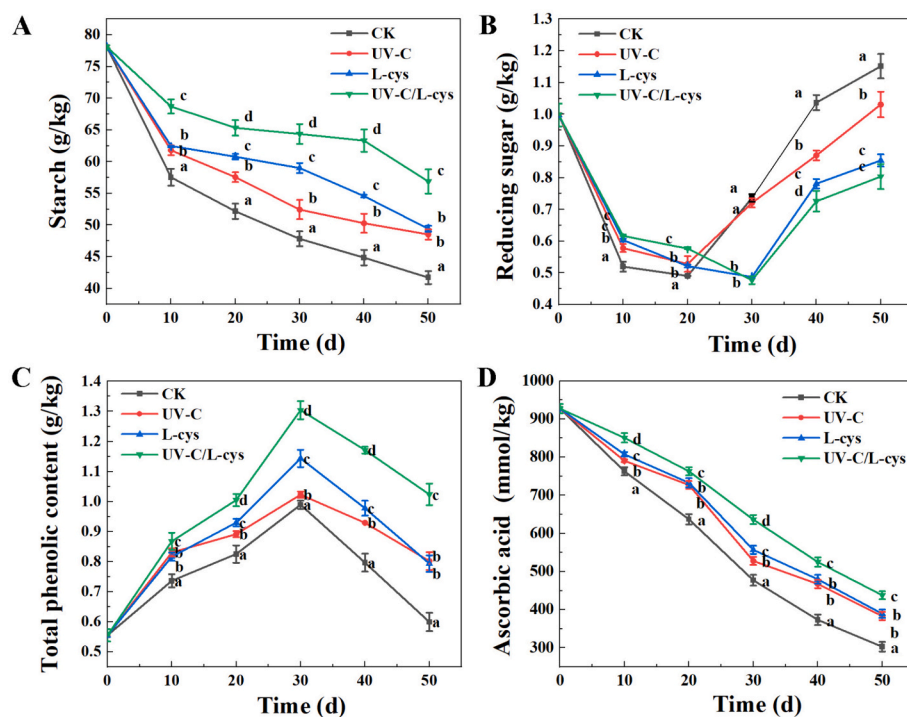 A
Starch (g/kg)
80
75
70
65
60
55
50
45
40
0 10 20 30 40 50
Time (d)
CK
UV-C
L-cys
UV-C/L-cys
c
b
b
a
d
c
b
a
d
c
b
a
d
c
b
a
c
b
b
a
B
Reducing sugar (g/kg)
1.3
1.2
1.1
1.0
0.9
0.8
0.7
0.6
0.5
0.4
0 10 20 30 40 50
Time (d)
CK
UV-C
L-cys
UV-C/L-cys
c
c
b
a
c
b
b
a
a
a
b
b
a
b
d
c
a
b
c
c
C
Total phenolic content (g/kg)
1.4
1.3
1.2
1.1
1.0
0.9
0.8
0.7
0.6
0.5
0 10 20 30 40 50
Time (d)
CK
UV-C
L-cys
UV-C/L-cys
c
b
b
a
d
c
b
a
d
c
b
a
d
c
b
a
c
b
b
a
D
Ascorbic acid (mmol/kg)
1000
900
800
700
600
500
400
300
0 10 20 30 40 50
Time (d)
CK
UV-C
L-cys
UV-C/L-cys
d
c
b
a
c
b
b
a
d
c
b
a
c
b
b
a
c
b
b
a